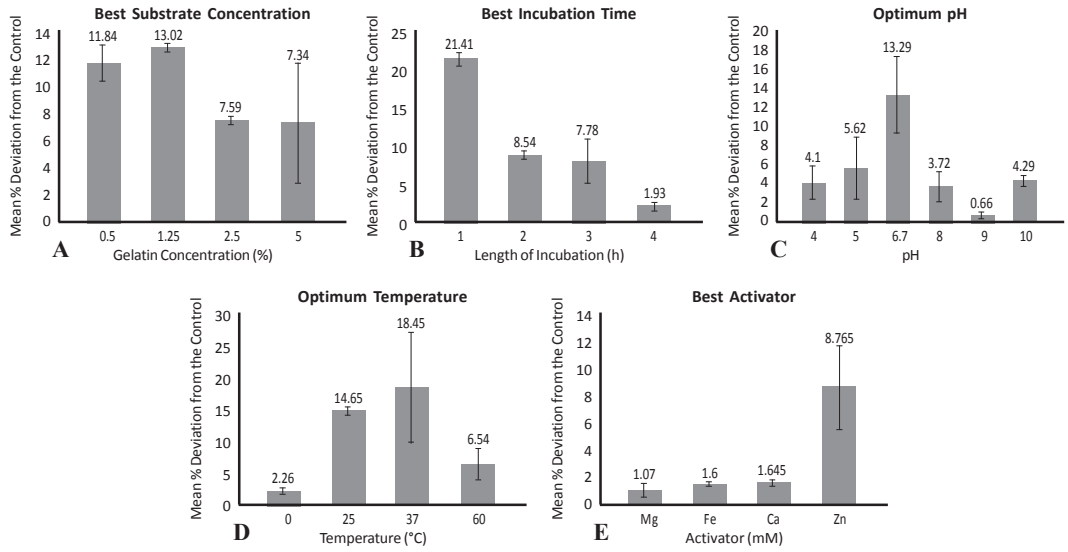 Best Substrate Concentration
Mean % Deviation from the Control
14
12
10
8
6
4
2
0
11.84
13.02
7.59
7.34
0.5 1.25 2.5 5
A
Gelatin Concentration (%)
Best Incubation Time
Mean % Deviation from the Control
25
20
15
10
5
0
21.41
8.54
7.78
1.93
1 2 3 4
B
Length of Incubation (h)
Optimum pH
Mean % Deviation from the Control
20
18
16
14
12
10
8
6
4
2
0
4.1
5.62
13.29
3.72
0.66
4.29
4 5 6.7 8 9 10
C
pH
Optimum Temperature
Mean % Deviation from the Control
30
25
20
15
10
5
0
2.26
14.65
18.45
6.54
0 25 37 60
D
Temperature (°C)
Best Activator
Mean % Deviation from the Control
14
12
10
8
6
4
2
0
1.07
1.6
1.645
8.765
Mg Fe Ca Zn
E
Activator (mM)